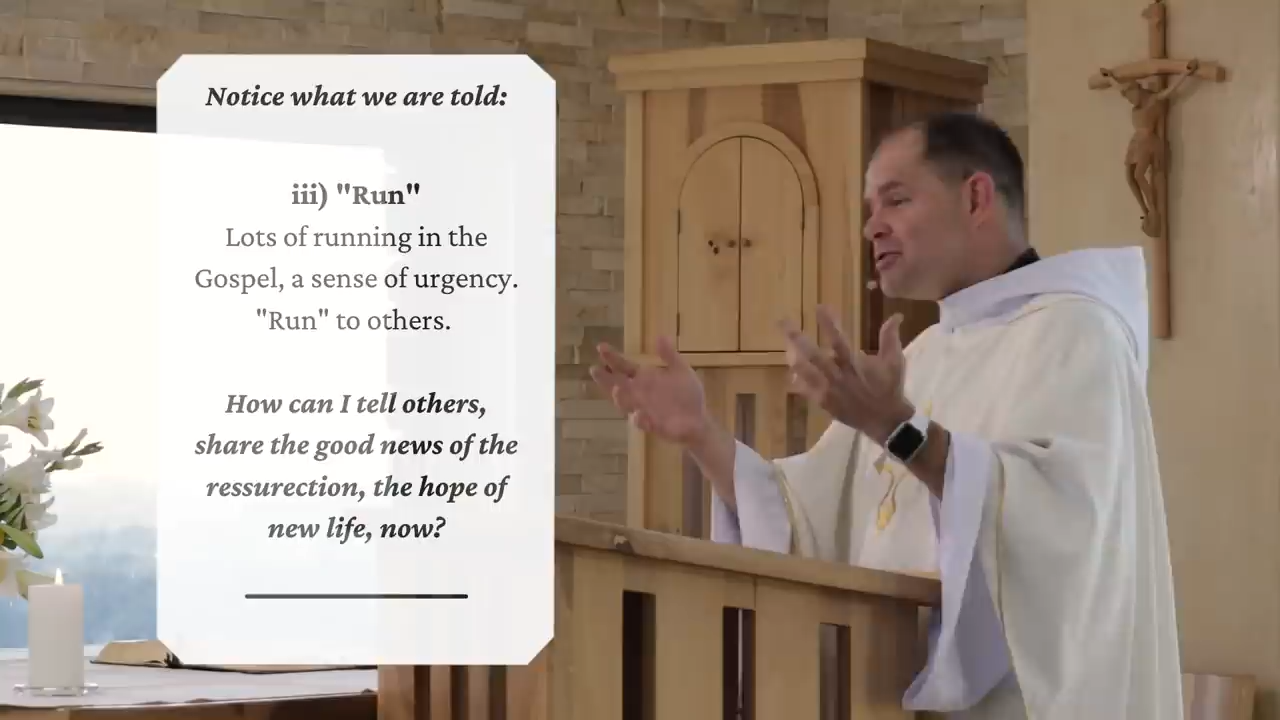 Notice what we are told:
iii) "Run"
Lots of running in the
Gospel, a sense of urgency.
"Run" to others.
How can I tell others,
share the good news of the
ressurection, the hope of
new life, now?